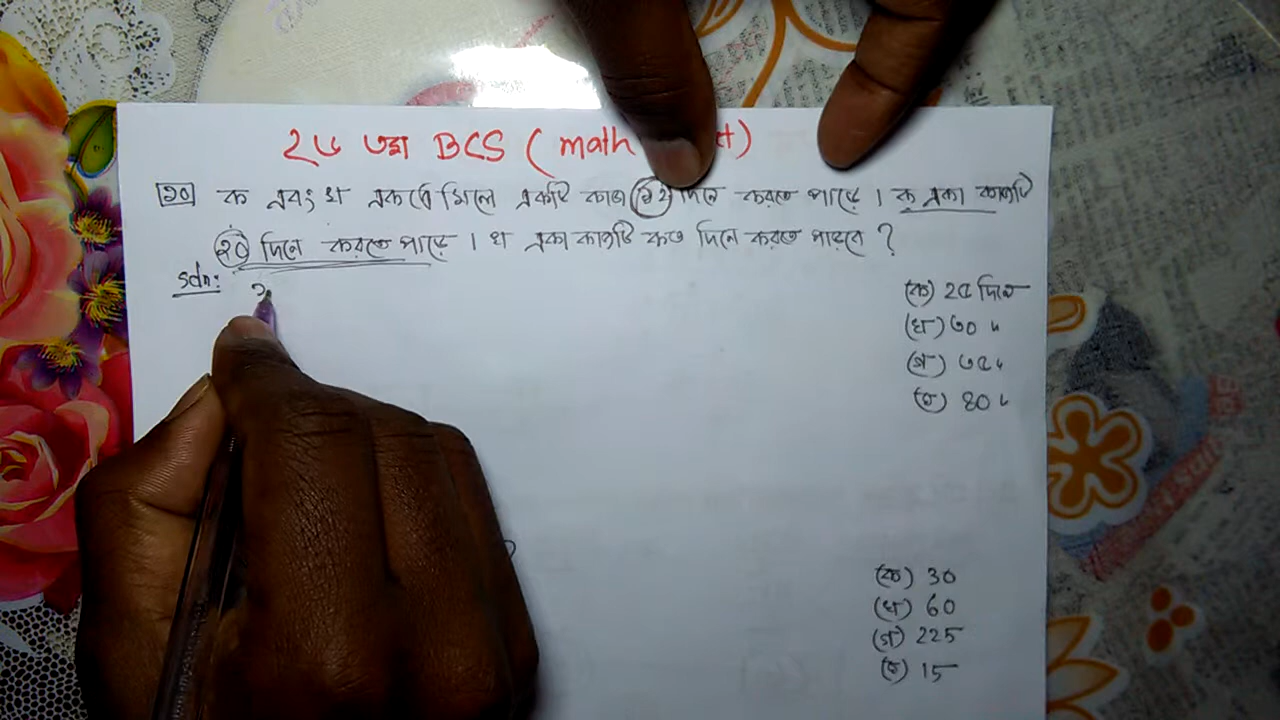 ২৬ তম BCS ( math
১০ ক এবং খ একত্রে মিলে একটি কাজ ১২ দিনে করতে পারে । ক একা কাজটি
২০ দিনে করতে পারে । খ একা কাজটি কত দিনে করতে পারবে ?
Soln:
(ক) ২৫ দিনে
(খ) ৩০ "
(গ) ৩৫ "
(ঘ) ৪০ "
(ক) 30
(খ) 60
(গ) 225
(ঘ) 15